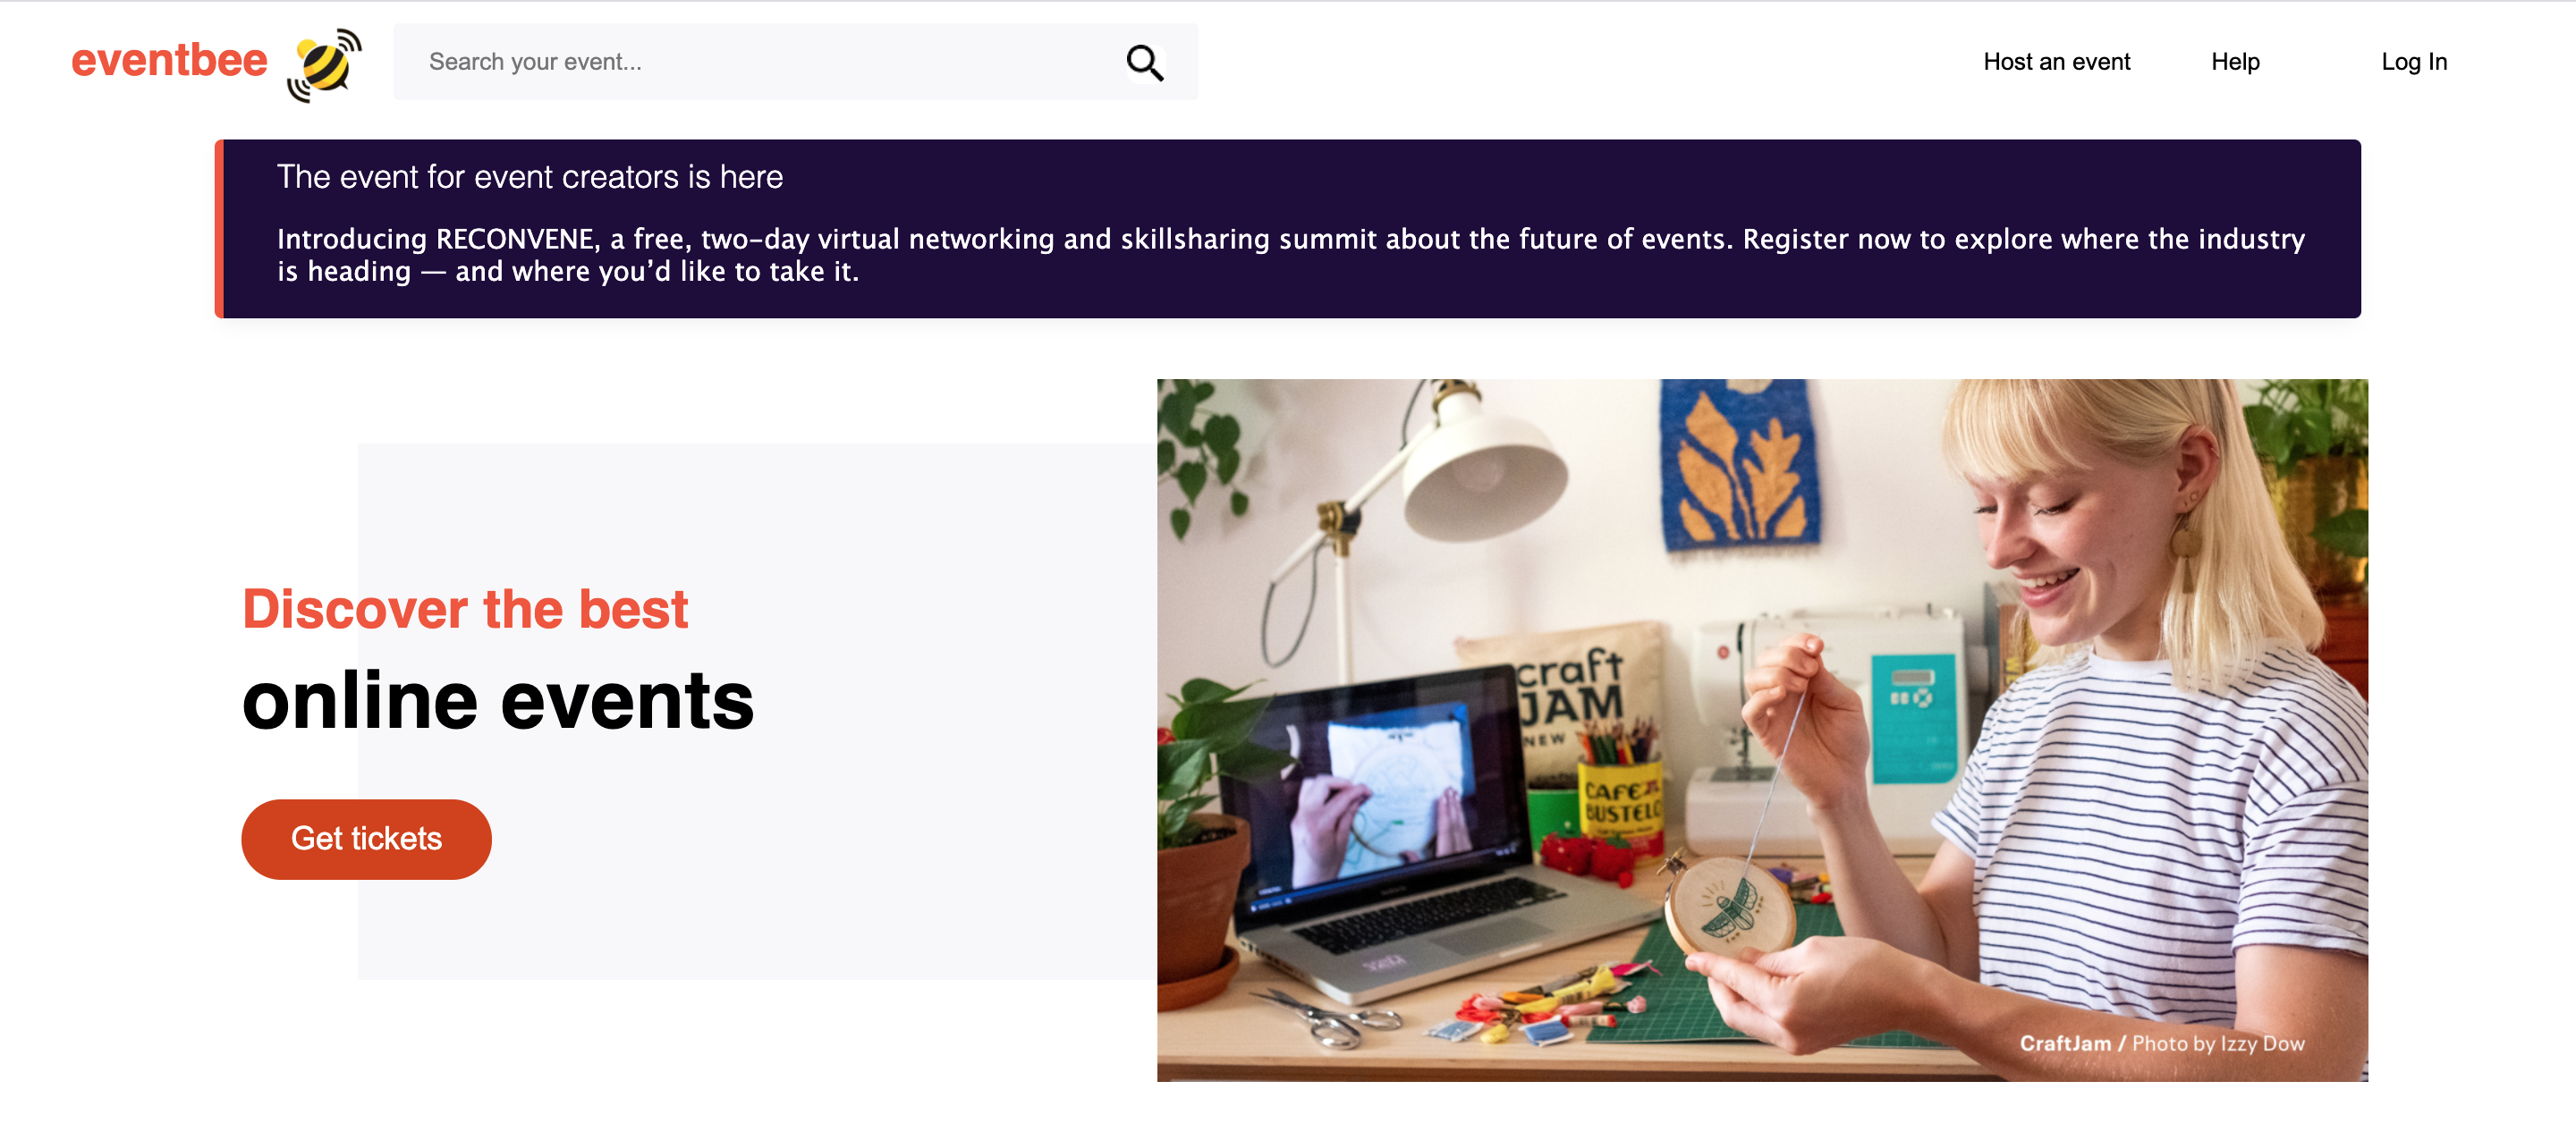 eventbee
Search your event...
Host an event
Help
Log In
The event for event creators is here
Introducing RECONVENE, a free, two-day virtual networking and skillsharing summit about the future of events. Register now to explore where the industry
is heading — and where you’d like to take it.
Discover the best
online events
Get tickets
craft
JAM
NEW
CAFE
BUSTELO
CraftJam / Photo by Izzy Dow